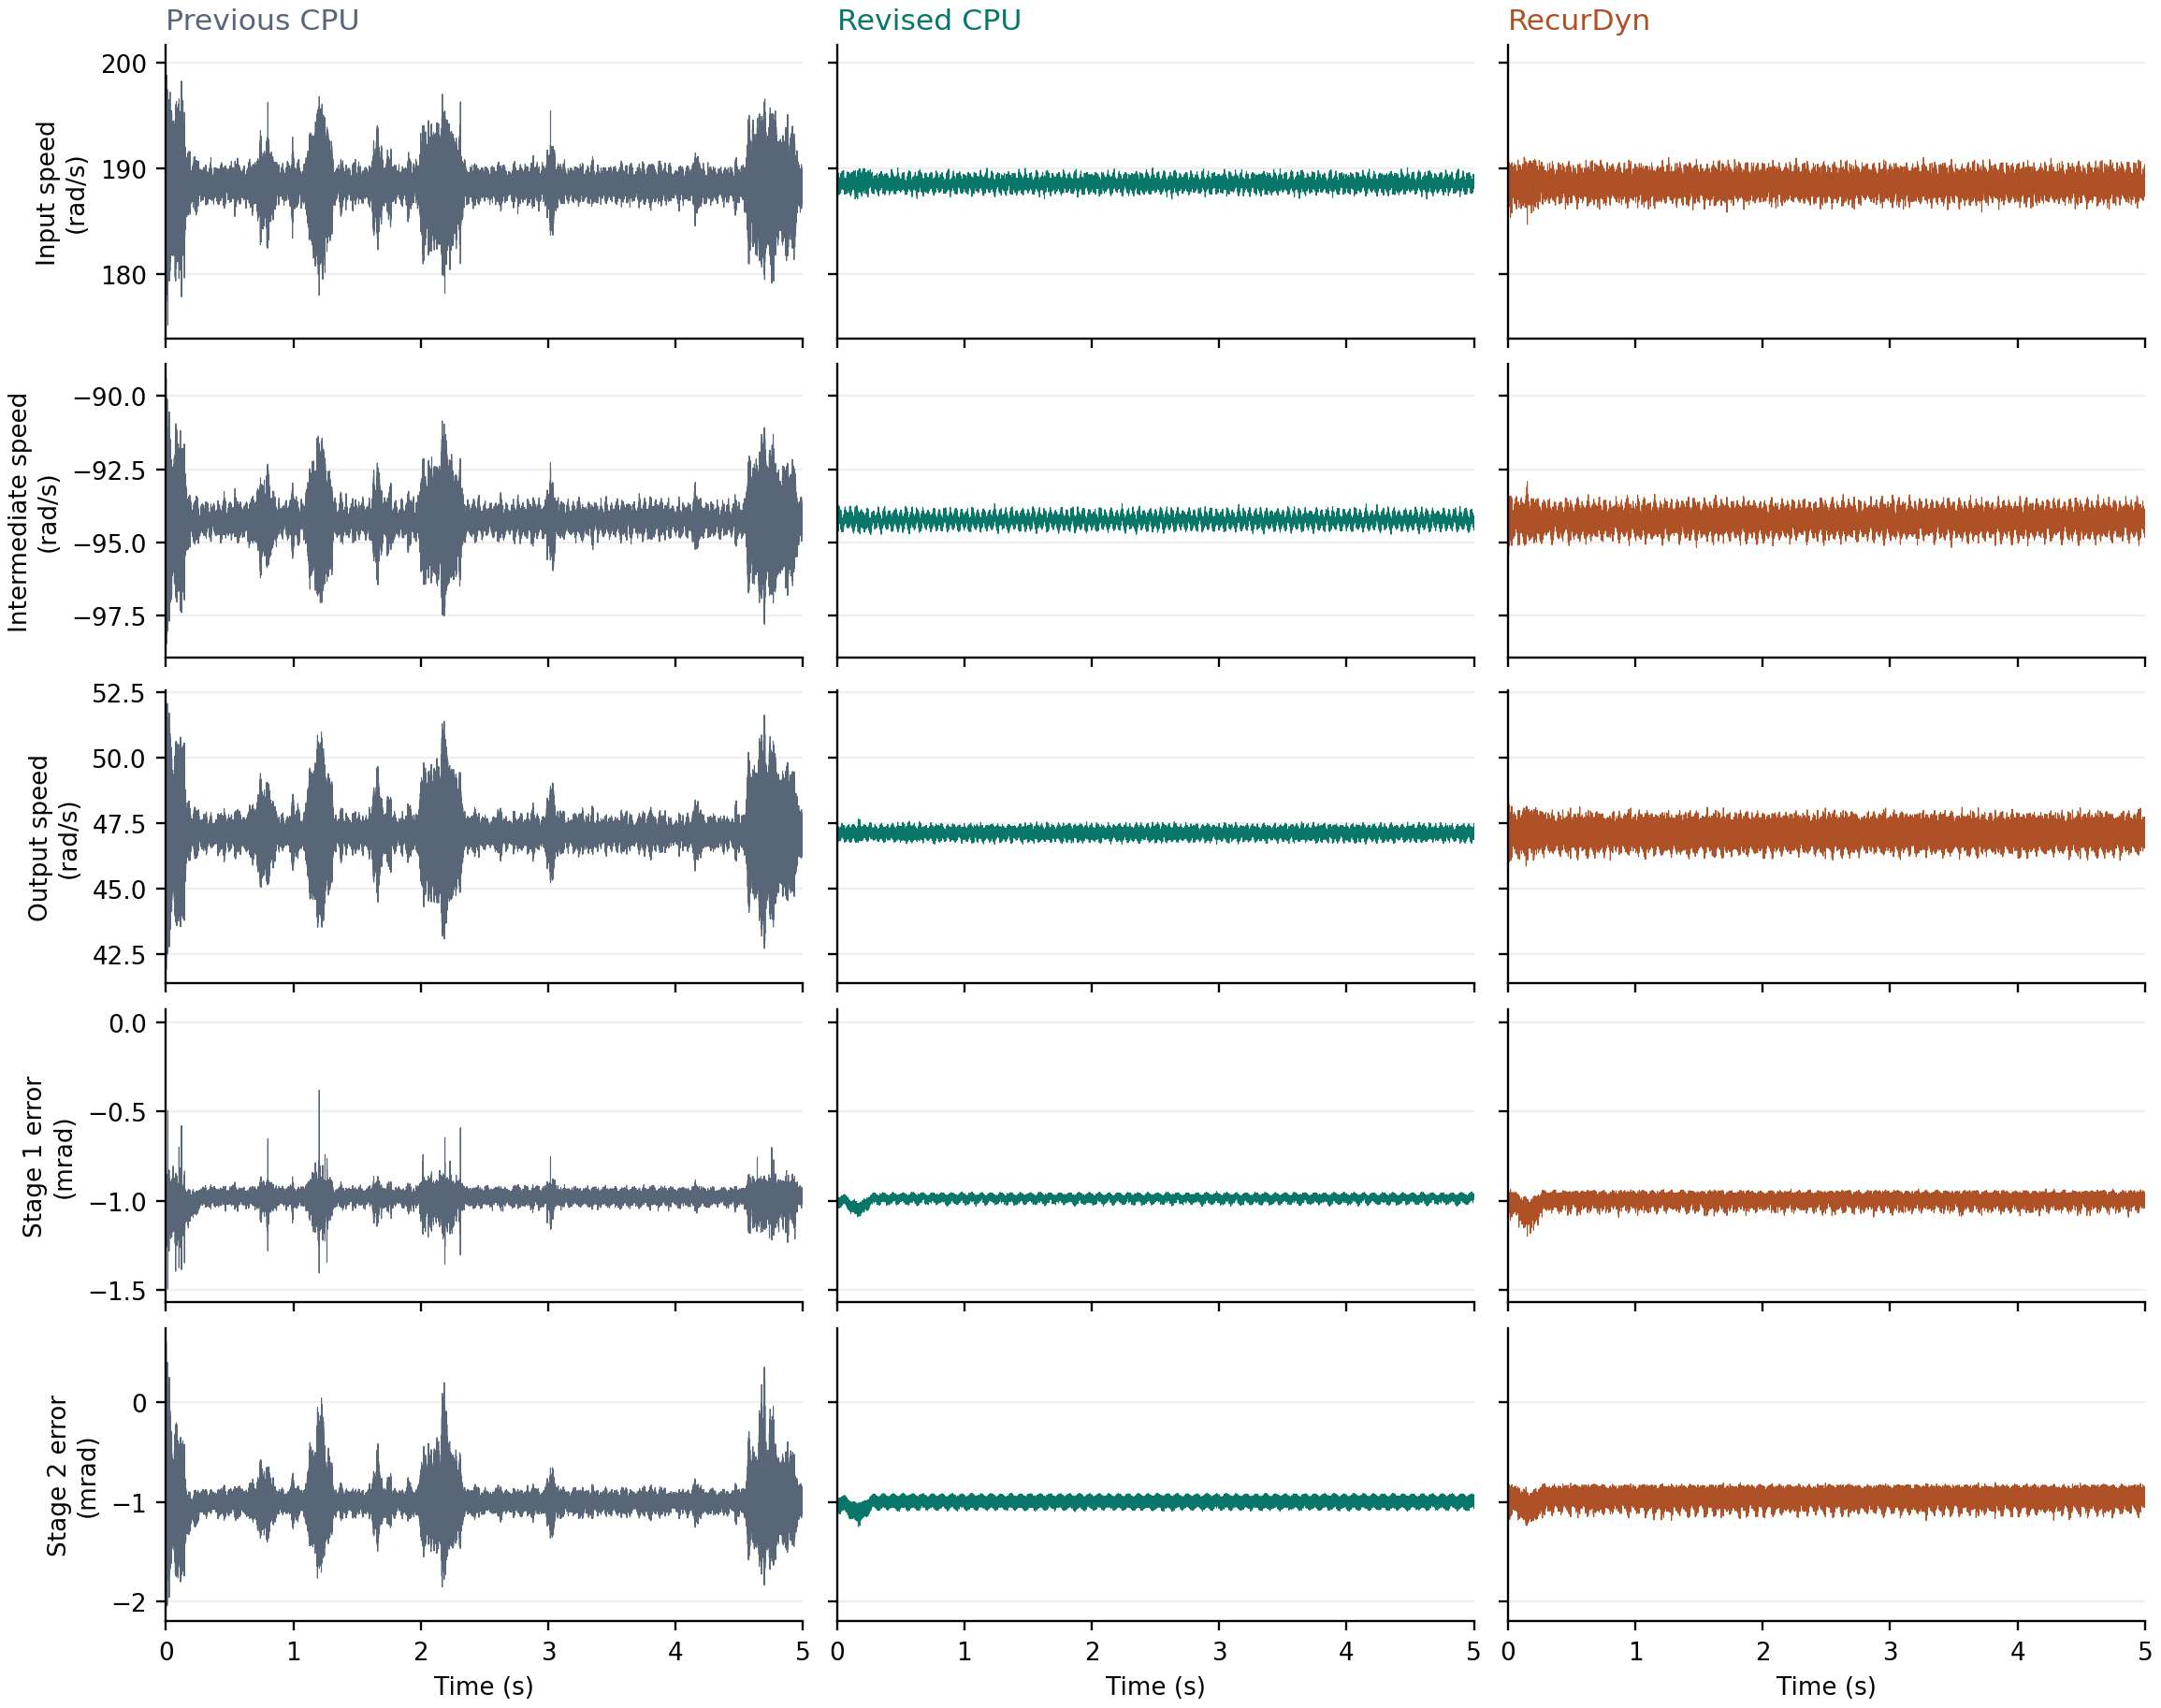 Previous CPU
Revised CPU
RecurDyn
Input speed
(rad/s)
200
190
180
Intermediate speed
(rad/s)
−90.0
−92.5
−95.0
−97.5
Output speed
(rad/s)
52.5
50.0
47.5
45.0
42.5
Stage 1 error
(mrad)
0.0
−0.5
−1.0
−1.5
Stage 2 error
(mrad)
0
−1
−2
0 1 2 3 4 5
0 1 2 3 4 5
0 1 2 3 4 5
Time (s)
Time (s)
Time (s)